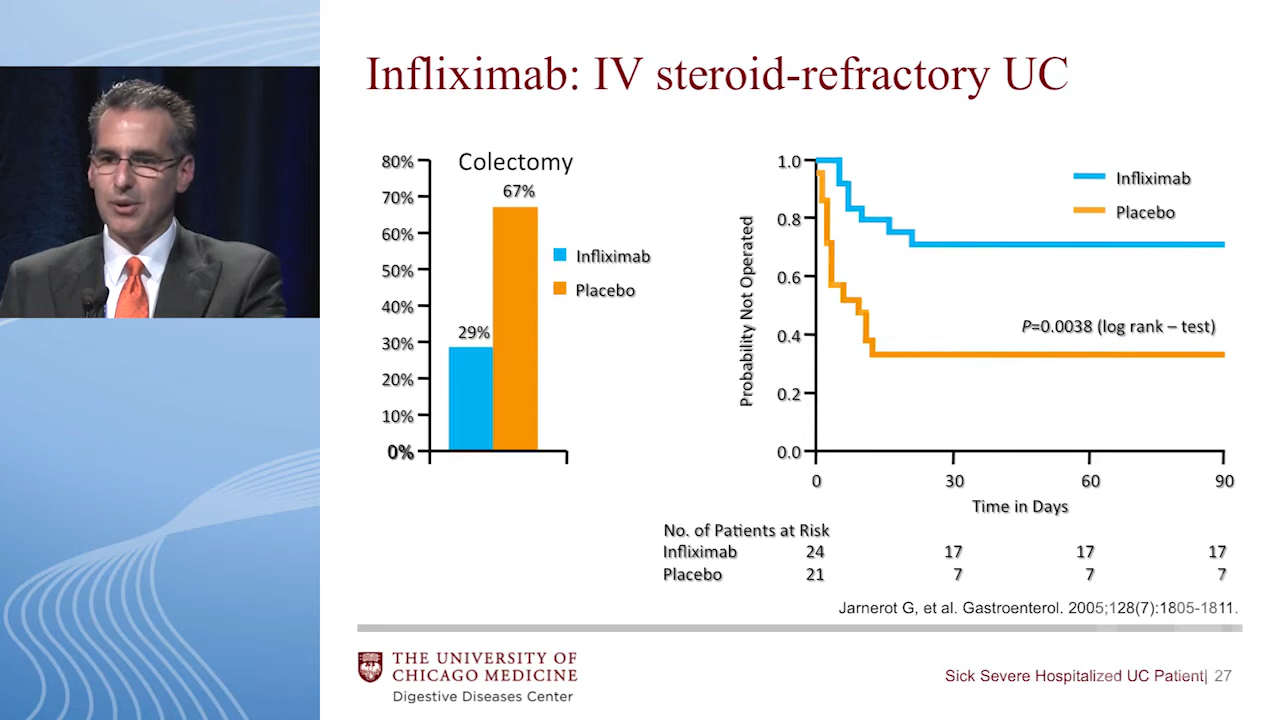 Infliximab: IV steroid-refractory UC
Colectomy
80%
70%
60%
50%
40%
30%
20%
10%
0%
67%
29%
Infliximab
Placebo
1.0
0.8
0.6
0.4
0.2
0.0
Probability Not Operated
Infliximab
Placebo
P=0.0038 (log rank – test)
0 30 60 90
Time in Days
No. of Patients at Risk
Infliximab 24 17 17 17
Placebo 21 7 7 7
Jarnerot G, et al. Gastroenterol. 2005;128(7):1805-1811.
THE UNIVERSITY OF
CHICAGO MEDICINE
Digestive Diseases Center
Sick Severe Hospitalized UC Patient| 27